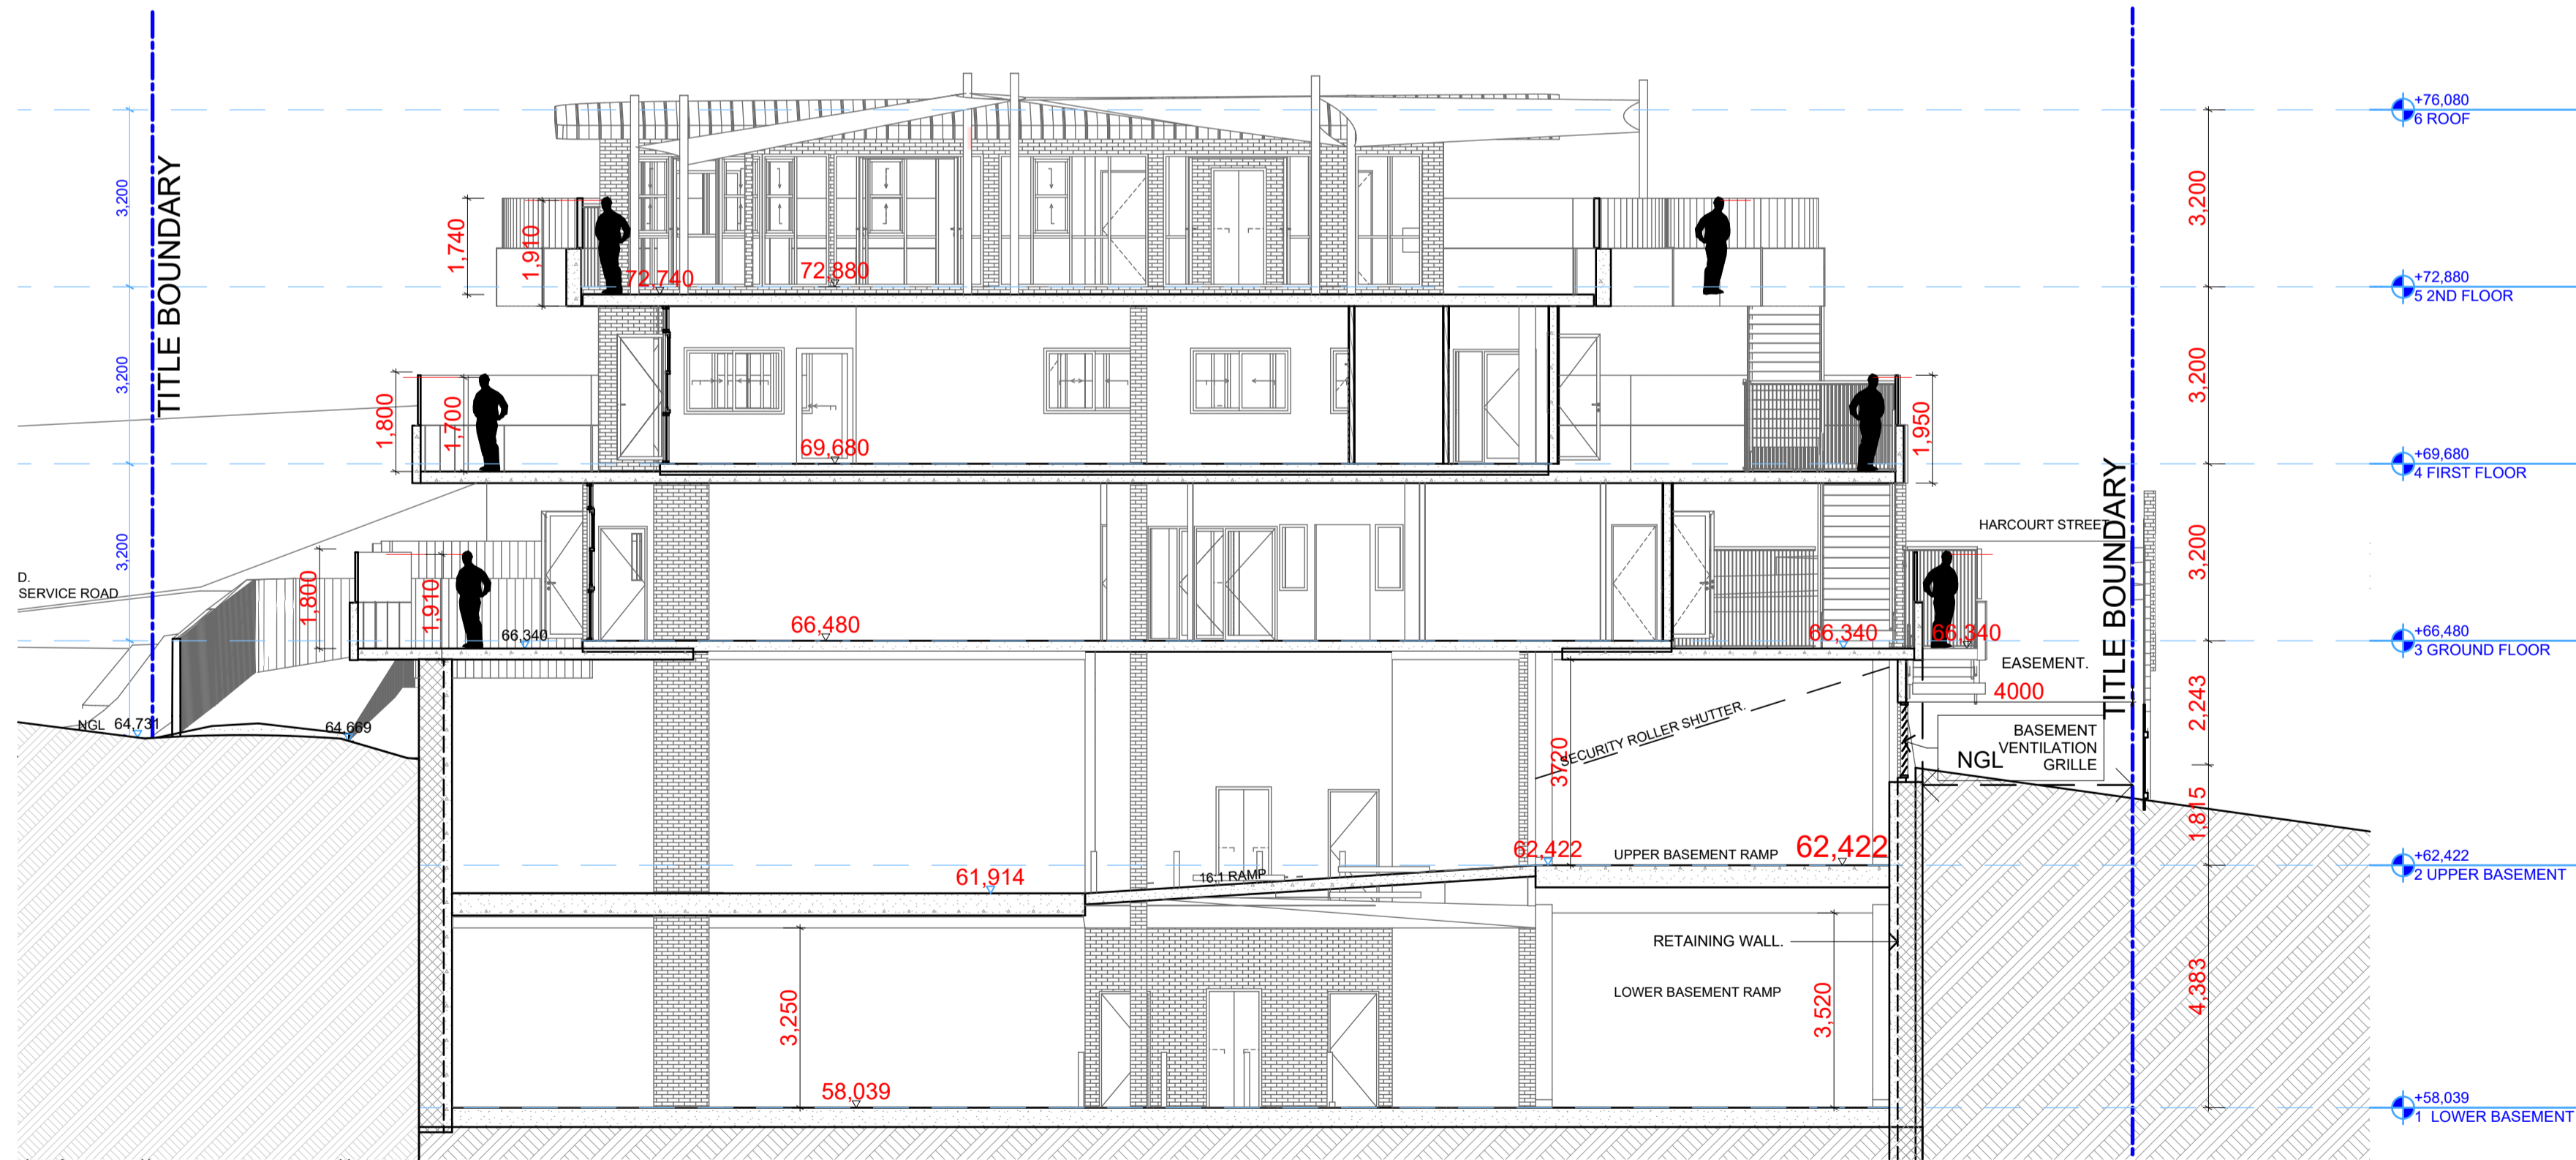 +76,080
6 ROOF
3,200
TITLE BOUNDARY
3,200
1,740
1,910
72,740
72,880
+72,880
5 2ND FLOOR
3,200
3,200
1,800
1,700
69,680
1,950
+69,680
4 FIRST FLOOR
TITLE BOUNDARY
HARCOURT STREET
3,200
3,200
D.
SERVICE ROAD
1,800
1,910
66,340
66,480
66,340
66,340
+66,480
3 GROUND FLOOR
EASEMENT.
4000
2,243
NGL 64,731
64,669
SECURITY ROLLER SHUTTER.
3720
BASEMENT
VENTILATION
GRILLE
NGL
1,815
62,422
UPPER BASEMENT RAMP
62,422
+62,422
2 UPPER BASEMENT
61,914
16:1 RAMP
RETAINING WALL.
LOWER BASEMENT RAMP
3,250
3,520
4,383
58,039
+58,039
1 LOWER BASEMENT